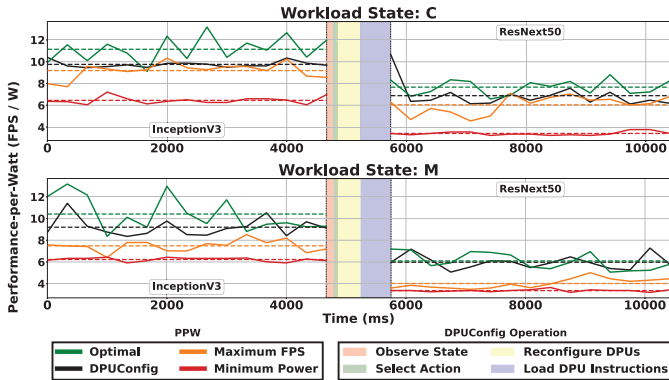 Workload State: C
12
10
8
6
4
InceptionV3
ResNext50
0
2000
4000
6000
8000
10000
Performance-per-Watt (FPS / W)
Workload State: M
12
10
8
6
4
InceptionV3
ResNext50
0
2000
4000
6000
8000
10000
Time (ms)
PPW
Optimal
Maximum FPS
DPUConfig
Minimum Power
DPUConfig Operation
Observe State
Reconfigure DPUs
Select Action
Load DPU Instructions